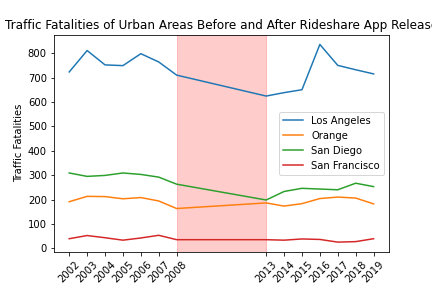 Traffic Fatalities of Urban Areas Before and After Rideshare App Release
Traffic Fatalities
800
700
600
500
400
300
200
100
0
Los Angeles
Orange
San Diego
San Francisco
2002 2003 2004 2005 2006 2007 2008 2013 2014 2015 2016 2017 2018 2019